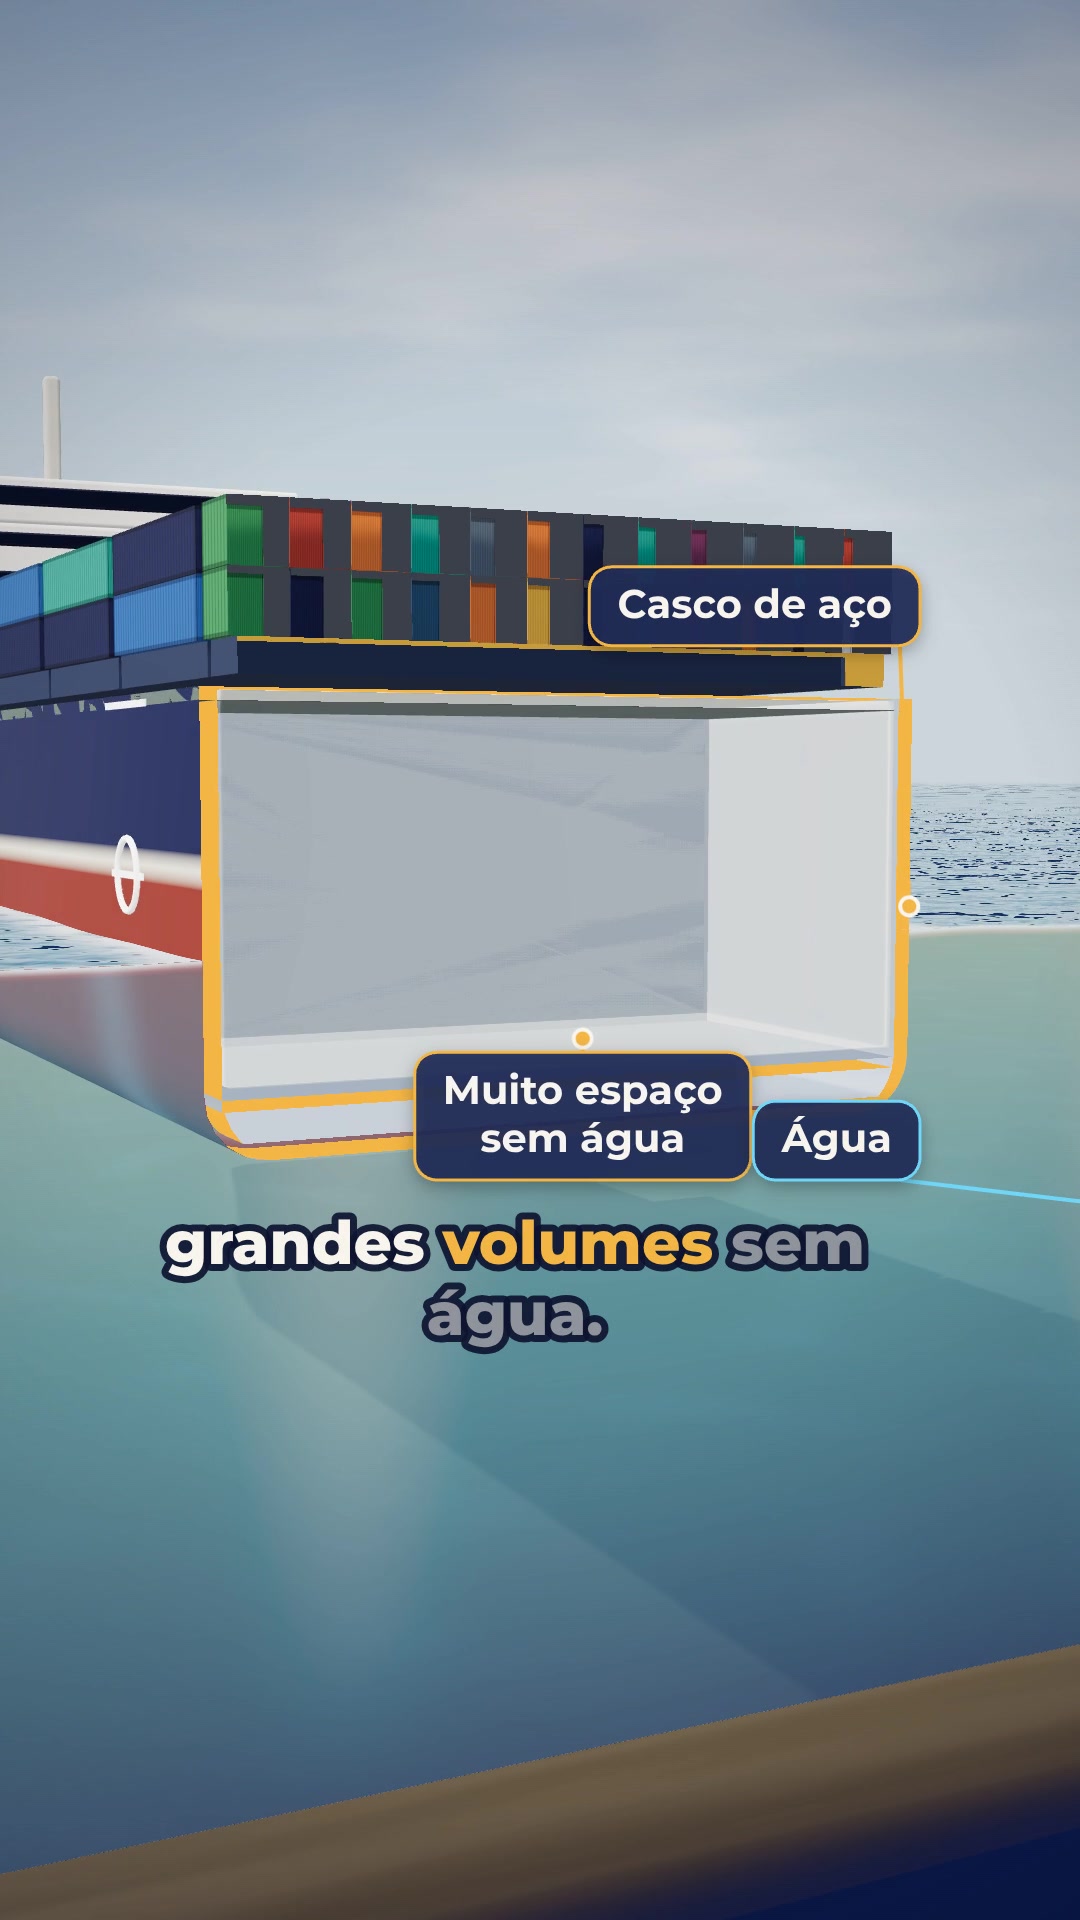 Casco de aço
Muito espaço
sem água
Água
grandes volumes sem
água.